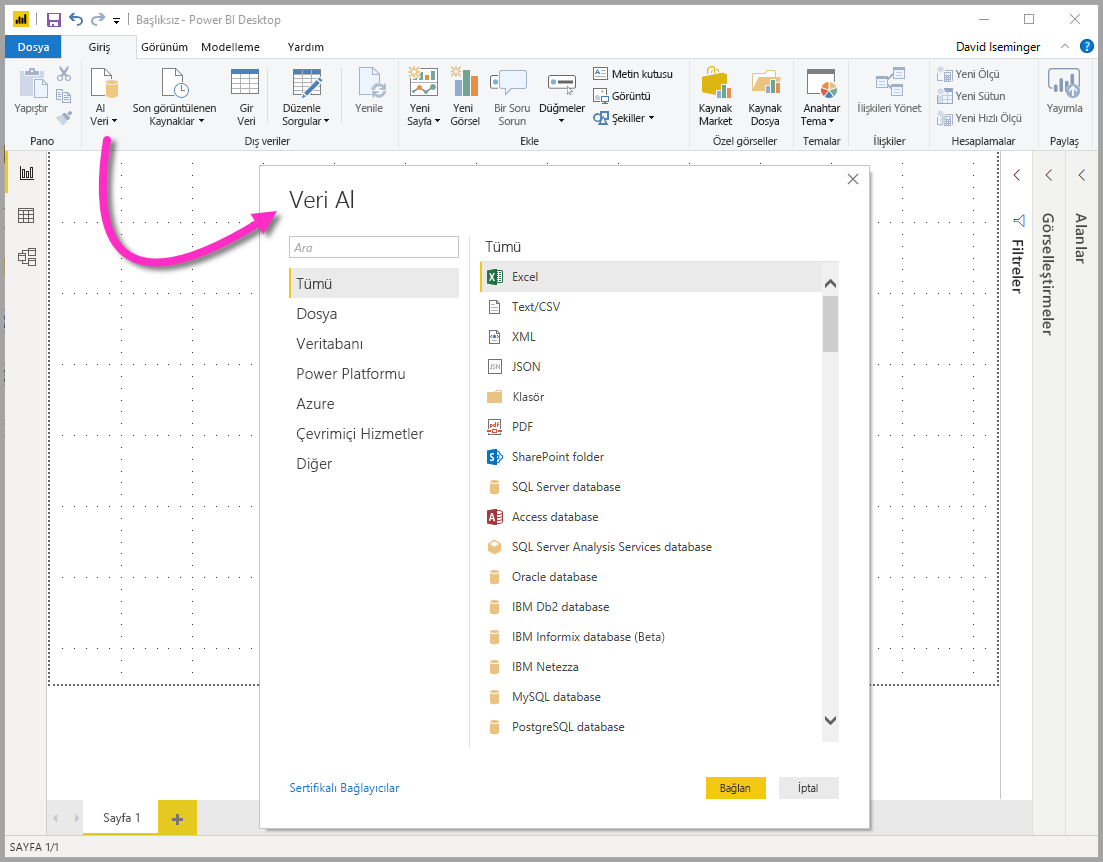 Başlıksız - Power BI Desktop
Dosya
Giriş
Görünüm
Modelleme
Yardım
David Iseminger
?
Yapıştır
Al
Veri
Son görüntülenen
Kaynaklar
Gir
Veri
Düzenle
Sorgular
Yenile
Yeni
Sayfa
Yeni
Görsel
Bir Soru
Sorun
Düğmeler
Metin kutusu
Görüntü
Şekiller
Kaynak
Market
Kaynak
Dosya
Anahtar
Tema
İlişkileri Yönet
Yeni Ölçü
Yeni Sütun
Yeni Hızlı Ölçü
Yayımla
Pano
Dış veriler
Ekle
Özel görseller
Temalar
İlişkiler
Hesaplamalar
Paylaş
Veri Al
Ara
Tümü
Dosya
Veritabanı
Power Platformu
Azure
Çevrimiçi Hizmetler
Diğer
Tümü
Excel
Text/CSV
XML
JSON
Klasör
PDF
SharePoint folder
SQL Server database
Access database
SQL Server Analysis Services database
Oracle database
IBM Db2 database
IBM Informix database (Beta)
IBM Netezza
MySQL database
PostgreSQL database
Sertifikalı Bağlayıcılar
Bağlan
İptal
Filtreler
Görselleştirmeler
Alanlar
Sayfa 1
+
SAYFA 1/1